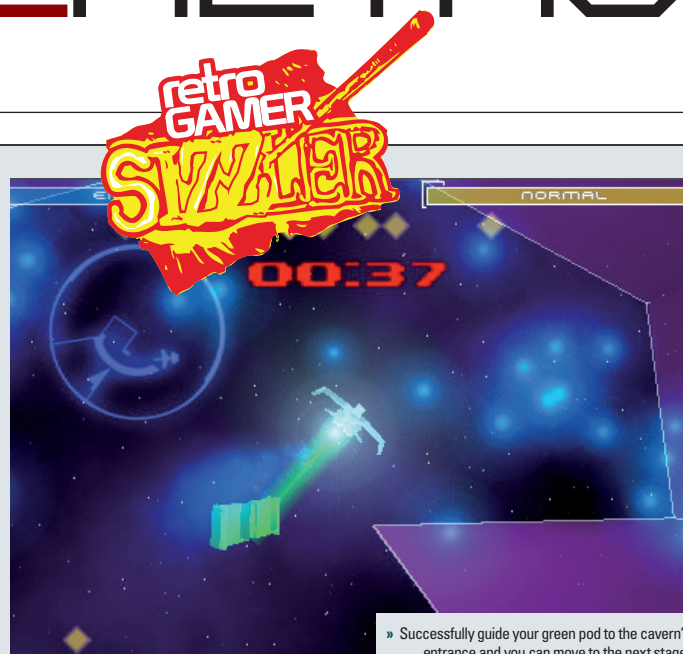 retro
GAMER
SIZZLER
NORMAL
00:37
» Successfully guide your green pod to the cavern'
entrance and you can move to the next stage